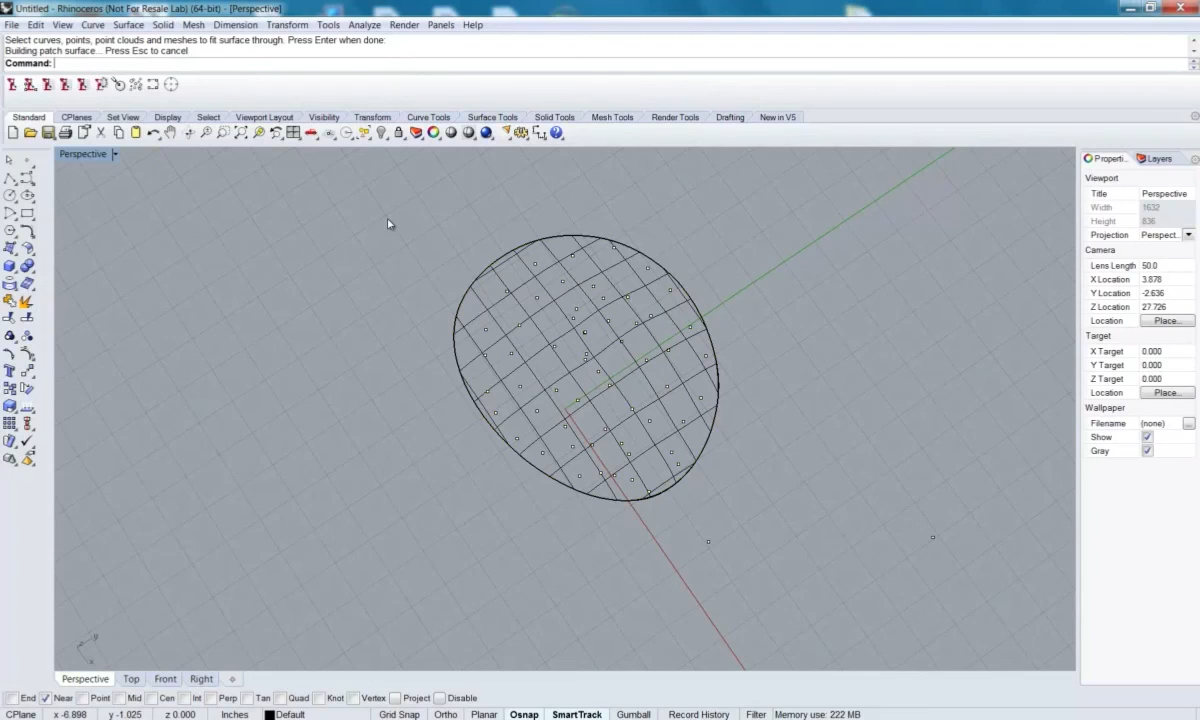 Untitled - Rhinoceros (Not For Resale Lab) (64-bit) - [Perspective]
File Edit View Curve Surface Solid Mesh Dimension Transform Tools Analyze Render Panels Help
Select curves, points, point clouds and meshes to fit surface through. Press Enter when done:
Building patch surface... Press Esc to cancel
Command:
Standard CPlanes Set View Display Select Viewport Layout Visibility Transform Curve Tools Surface Tools Solid Tools Mesh Tools Render Tools Drafting New in V5
Perspective
Properti... Layers
Viewport
Title Perspective
Width 1632
Height 836
Projection Perspect...
Camera
Lens Length 50.0
X Location 3.878
Y Location -2.636
Z Location 27.726
Location Place...
Target
X Target 0.000
Y Target 0.000
Z Target 0.000
Location Place...
Wallpaper
Filename (none) ...
Show
Gray
y
x
Perspective Top Front Right
End Near Point Mid Cen Int Perp Tan Quad Knot Vertex Project Disable
CPlane x -6.898 y -1.025 z 0.000 Inches Default Grid Snap Ortho Planar Osnap SmartTrack Gumball Record History Filter Memory use: 222 MB